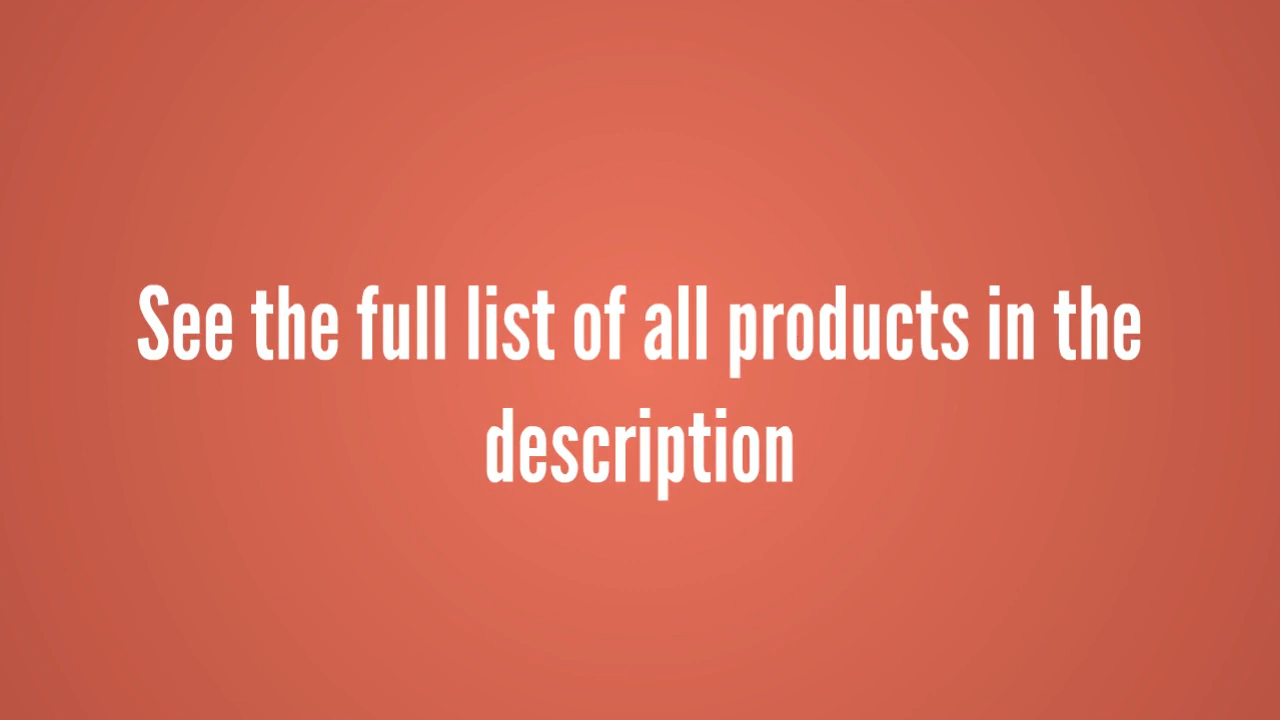 See the full list of all products in the
description